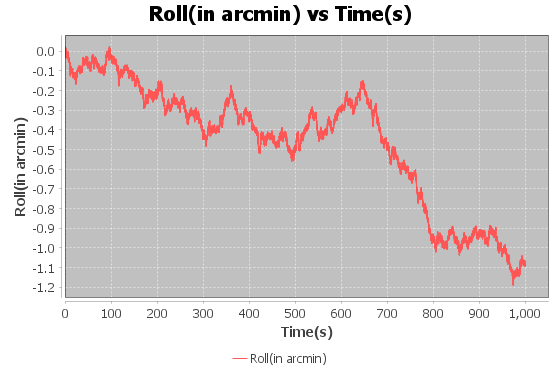 Roll(in arcmin) vs Time(s)
Roll(in arcmin)
0.0
-0.1
-0.2
-0.3
-0.4
-0.5
-0.6
-0.7
-0.8
-0.9
-1.0
-1.1
-1.2
0 100 200 300 400 500 600 700 800 900 1,000
Time(s)
Roll(in arcmin)